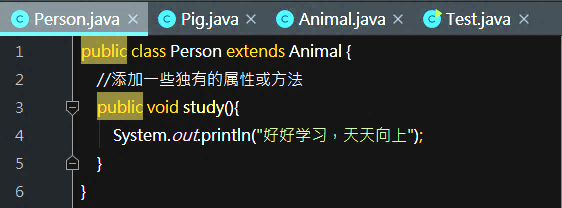 Person.java Pig.java Animal.java Test.java
1 public class Person extends Animal {
2 //添加一些独有的属性或方法
3 public void study(){
4 System.out.println("好好学习，天天向上");
5 }
6 }